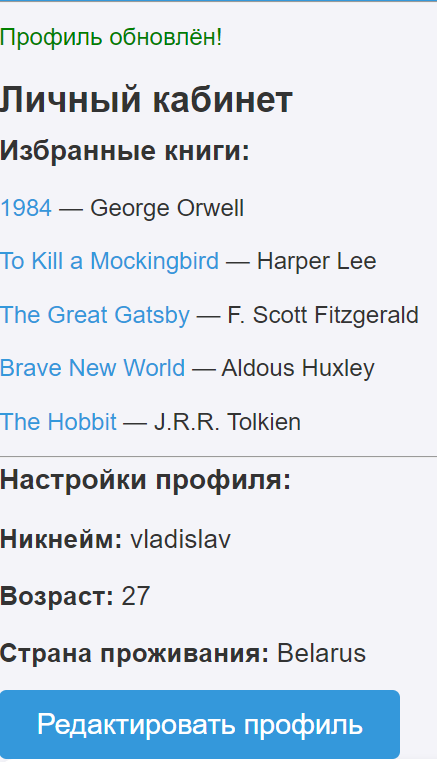 Профиль обновлён!
Личный кабинет
Избранные книги:
1984 — George Orwell
To Kill a Mockingbird — Harper Lee
The Great Gatsby — F. Scott Fitzgerald
Brave New World — Aldous Huxley
The Hobbit — J.R.R. Tolkien
Настройки профиля:
Никнейм: vladislav
Возраст: 27
Страна проживания: Belarus
Редактировать профиль